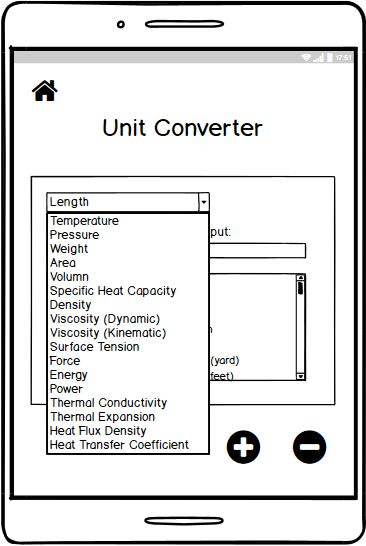 17:51
Unit Converter
Length
Temperature
Pressure
Weight
Area
Volumn
Specific Heat Capacity
Density
Viscosity (Dynamic)
Viscosity (Kinematic)
Surface Tension
Force
Energy
Power
Thermal Conductivity
Thermal Expansion
Heat Flux Density
Heat Transfer Coefficient
put:
(yard)
(feet)